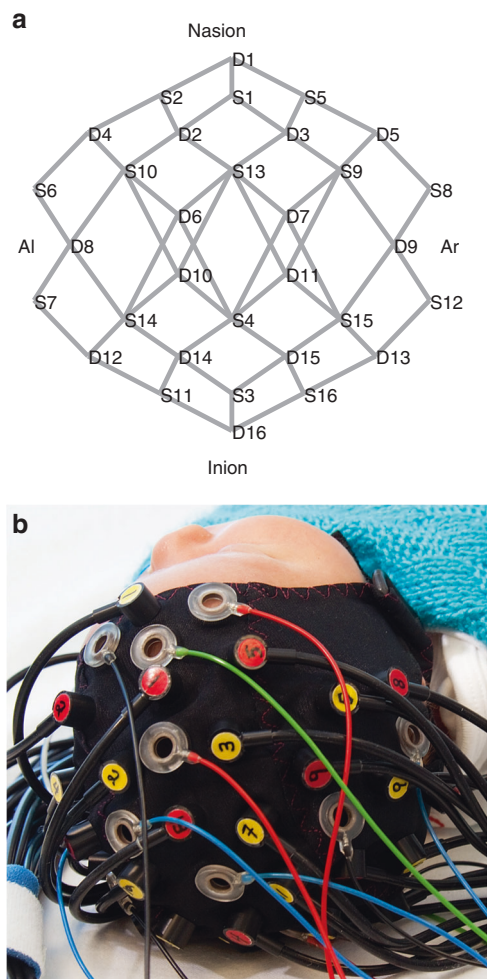 a
Nasion
D1
S2 S1 S5
D4 D2 D3 D5
S10 S13 S9
S6 S8
D6 D7
Al D8 D9 Ar
D10 D11
S7 S12
S14 S4 S15
D12 D14 D15 D13
S11 S3 S16
D16
Inion
b
3
7